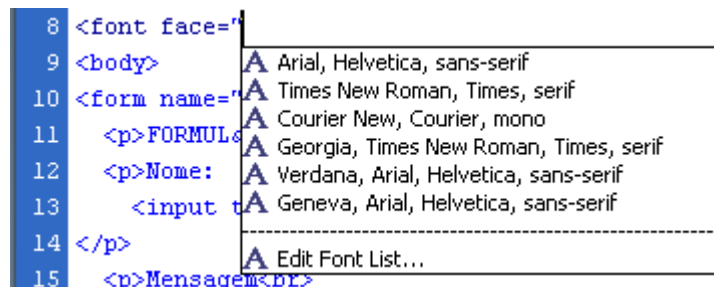 8 <font face="
Arial, Helvetica, sans-serif
9 <body>
Times New Roman, Times, serif
10 <form name="
Courier New, Courier, mono
11 <p>FORMUL
Georgia, Times New Roman, Times, serif
12 <p>Nome:
Verdana, Arial, Helvetica, sans-serif
13 <input t
Geneva, Arial, Helvetica, sans-serif
14 </p>
Edit Font List...
15 <p>Mensagem<br>